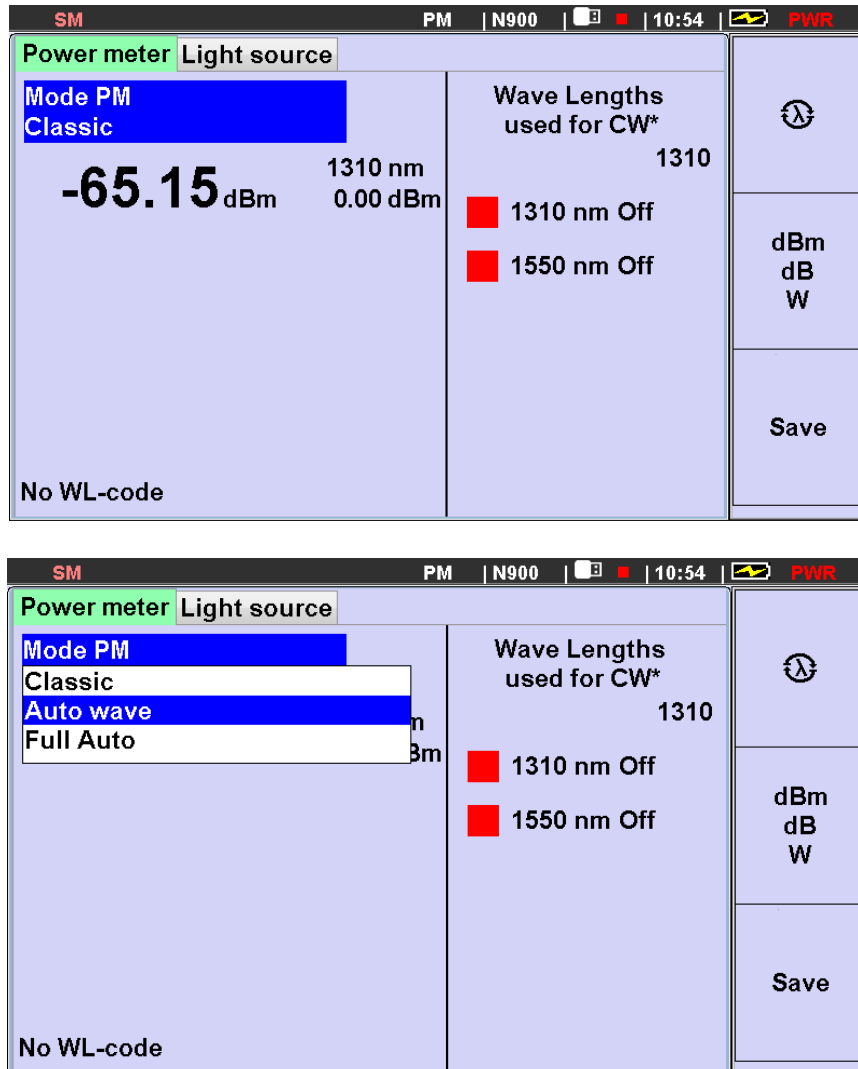 SM PM | N900 | | 10:54 | PWR
Power meter Light source
Mode PM
Classic
-65.15 dBm
1310 nm
0.00 dBm
Wave Lengths
used for CW*
1310
1310 nm Off
1550 nm Off
No WL-code
λ
dBm
dB
W
Save
SM PM | N900 | | 10:54 | PWR
Power meter Light source
Mode PM
Classic
Auto wave
Full Auto
m
Wave Lengths
used for CW*
1310
1310 nm Off
1550 nm Off
No WL-code
λ
dBm
dB
W
Save